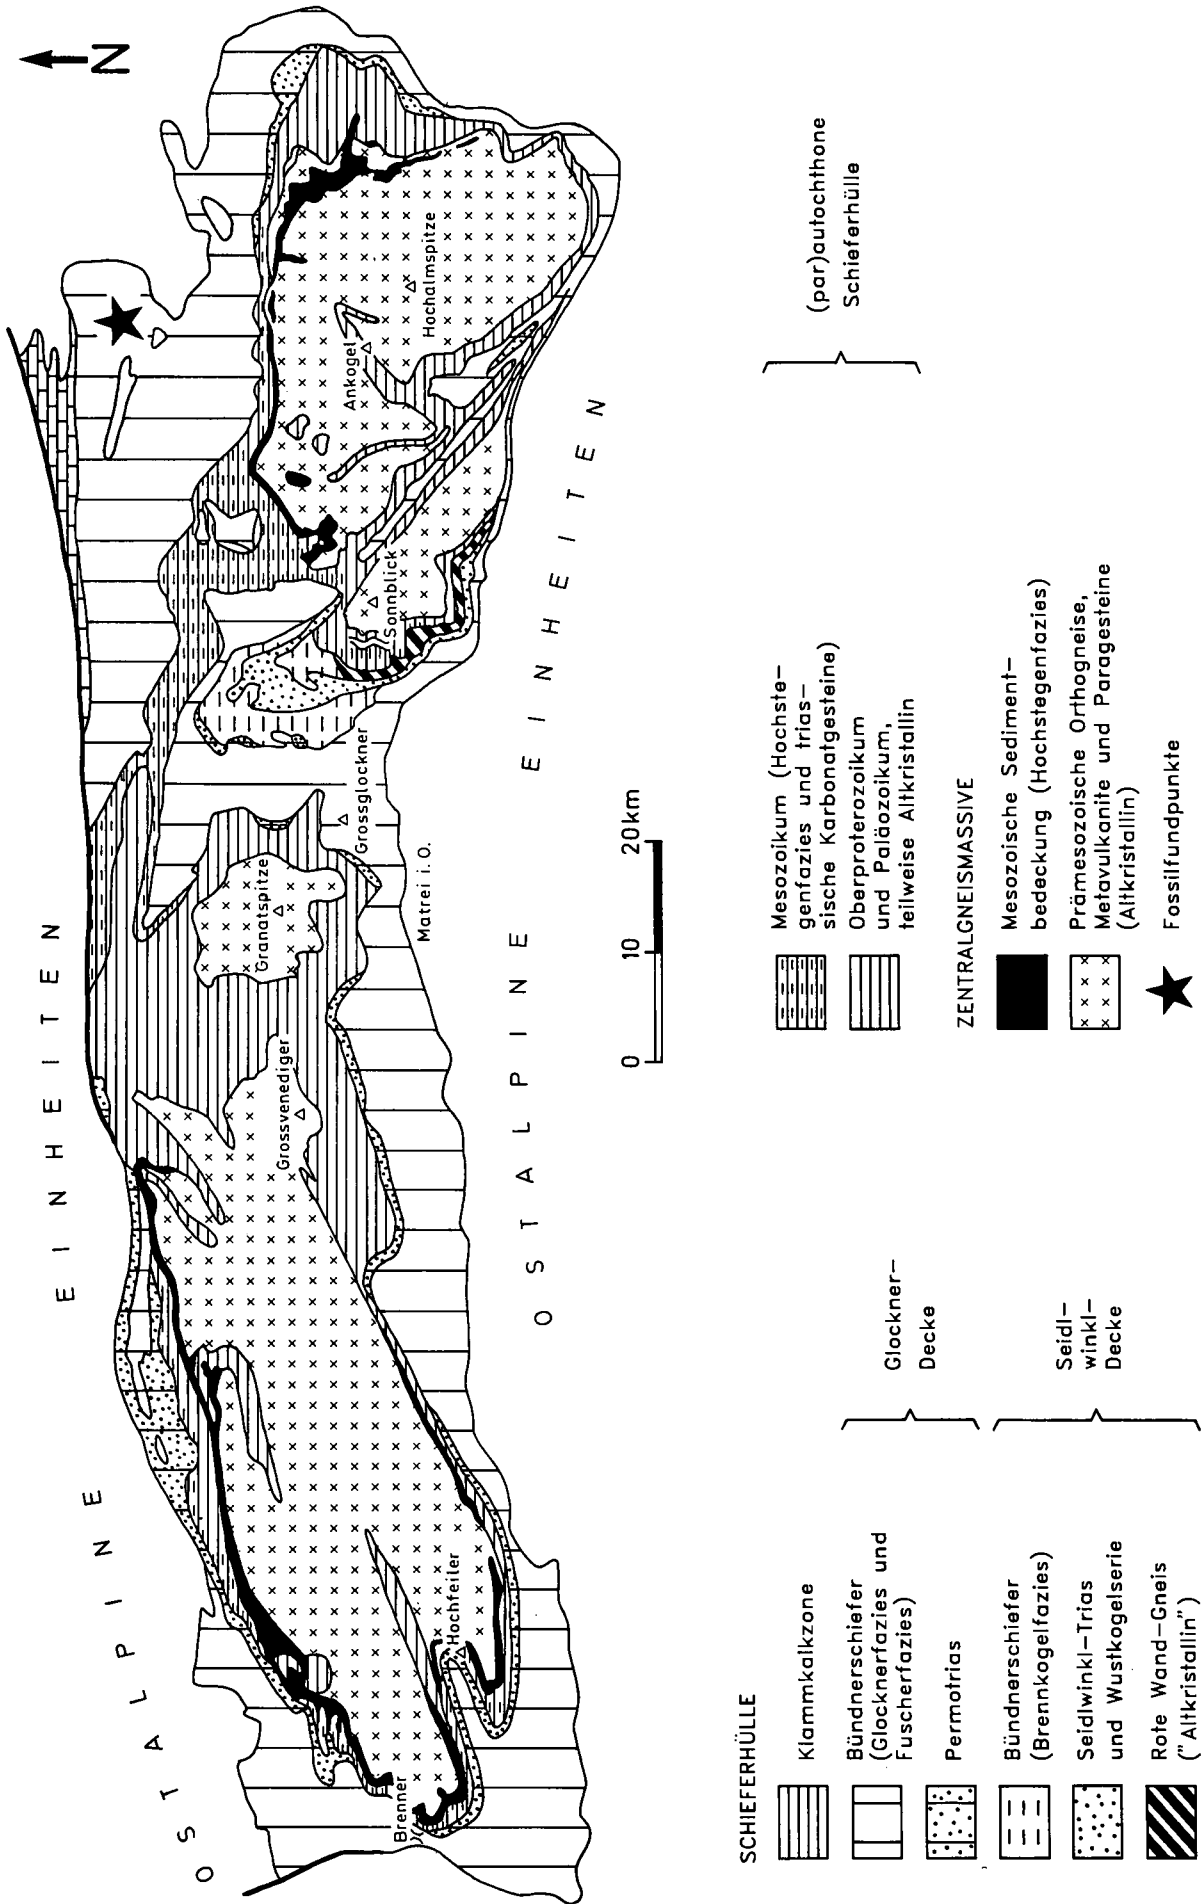 N
OSTALPINE EINHEITEN
Brenner
Hochfeiler
Grossvenediger
Granatspitze
Grossglockner
Matrei i. O.
Sonnblick
Ankogel
Hochalmspitze
OSTALPINE EINHEITEN
0 10 20km
SCHIEFERHÜLLE
Klammkalkzone
Bündnerschiefer
(Glocknerfazies und
Fuscherfazies)
Permotrias
Glockner-
Decke
Bündnerschiefer
(Brennkogelfazies)
Seidlwinkl-Trias
und Wustkogelserie
Rote Wand-Gneis
("Altkristallin")
Seidl-
winkl-
Decke
Mesozoikum (Hochste-
genfazies und trias-
sische Karbonatgesteine)
Oberproterozoikum
und Paläozoikum,
teilweise Altkristallin
(par)autochthone
Schieferhülle
ZENTRALGNEISMASSIVE
Mesozoische Sediment-
bedeckung (Hochstegenfazies)
Prämesozoische Orthogneise,
Metavulkanite und Paragesteine
(Altkristallin)
Fossilfundpunkte